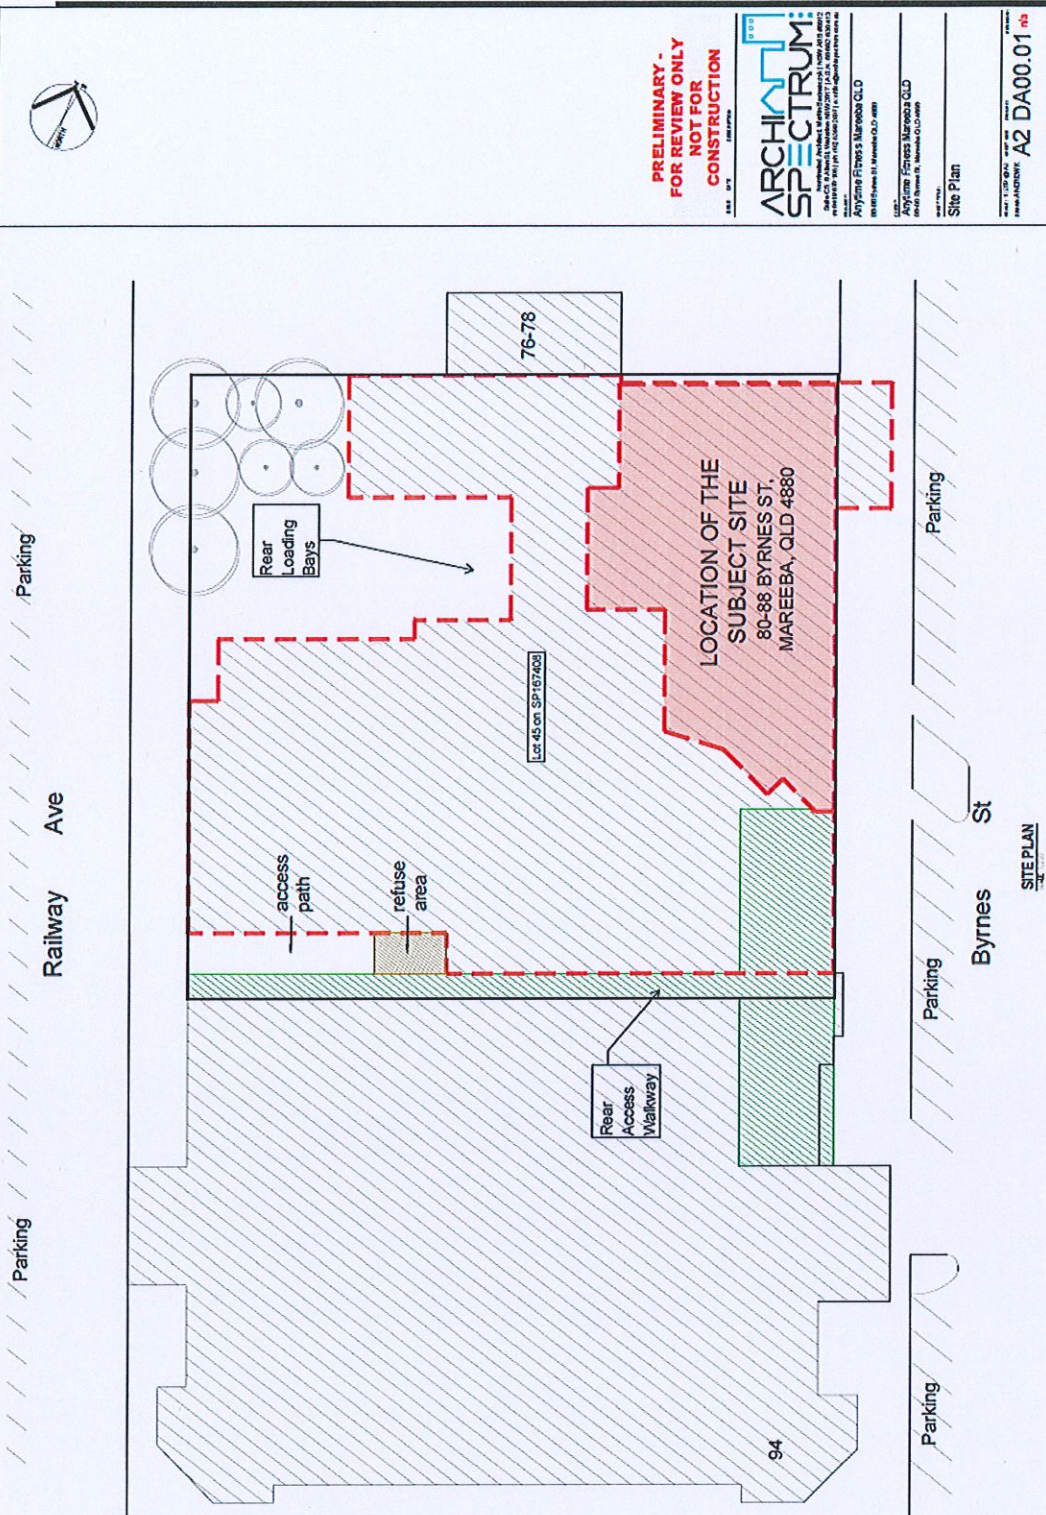 NORTH
PRELIMINARY -
FOR REVIEW ONLY
NOT FOR
CONSTRUCTION
ARCHI
SPECTRUM
Anytime Fitness Mareeba QLD
Anytime Fitness Mareeba QLD
Site Plan
A2 DA00.01 n/a
Parking
Parking
Railway Ave
76-78
Rear
Loading
Bays
LOCATION OF THE
SUBJECT SITE
80-88 BYRNES ST,
MAREEBA, QLD 4880
Lot 45 on SP167408
access
path
refuse
area
Rear
Access
Walkway
94
Parking
Parking
Parking
Byrnes St
SITE PLAN